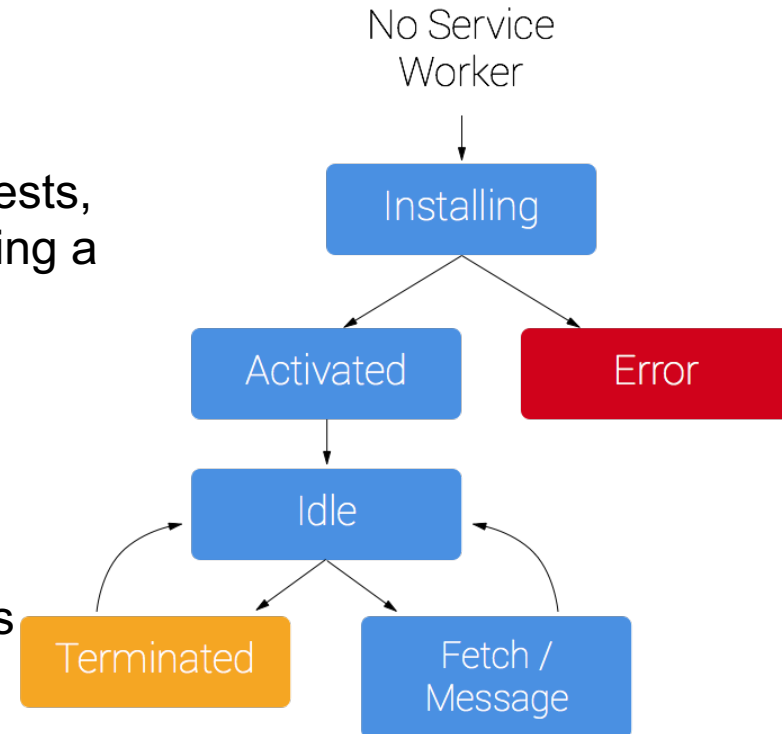 No Service
Worker
ests,
ing a
Installing
Activated
Error
Idle
s
Terminated
Fetch /
Message